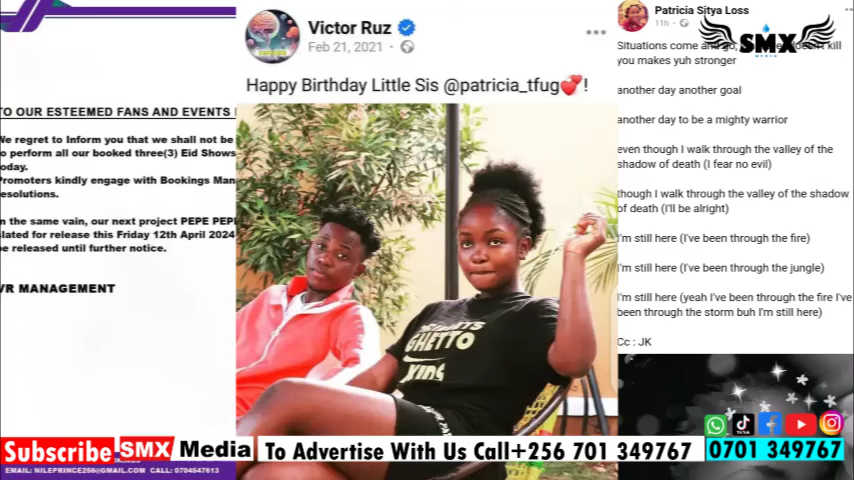 TO OUR ESTEEMED FANS AND EVENTS
We regret to Inform you that we shall not be
to perform all our booked three(3) Eid Shows
today.
Promoters kindly engage with Bookings Man
resolutions.
In the same vain, our next project PEPE PEP
slated for release this Friday 12th April 2024
be released until further notice.
VR MANAGEMENT
Victor Ruz
Feb 21, 2021
Happy Birthday Little Sis @patricia_tfug💞!
GHETTO
KIDS
Patricia Sitya Loss
11h
SMX
MEDIA
Situations come and go, doesn't kill
you makes yuh stronger
another day another goal
another day to be a mighty warrior
even though I walk through the valley of the
shadow of death (I fear no evil)
though I walk through the valley of the shadow
of death (I'll be alright)
I'm still here (I've been through the fire)
I'm still here (I've been through the jungle)
I'm still here (yeah I've been through the fire I've
been through the storm buh I'm still here)
Cc : JK
Subscribe SMX Media
To Advertise With Us Call+256 701 349767
0701 349767
EMAIL: NILEPRINCE256@GMAIL.COM CALL: 0704547613